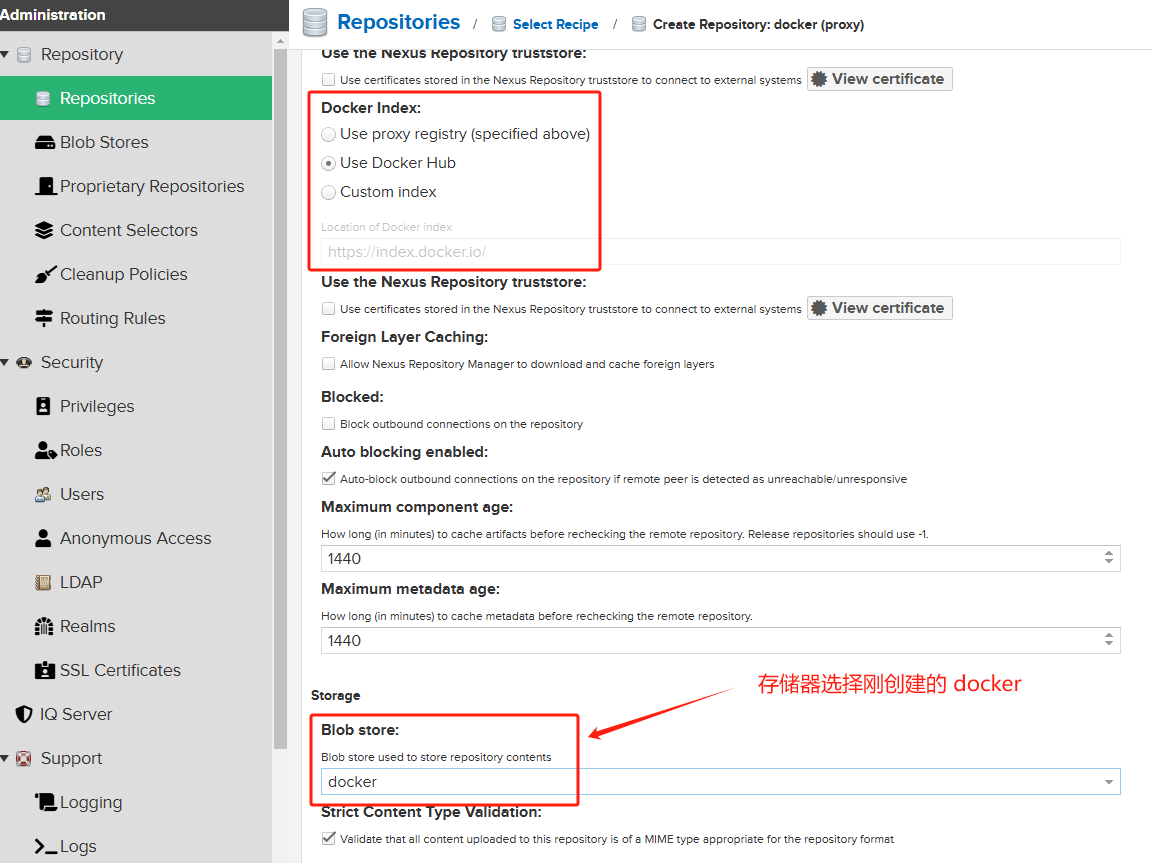 Administration
Repository
Repositories
Blob Stores
Proprietary Repositories
Content Selectors
Cleanup Policies
Routing Rules
Security
Privileges
Roles
Users
Anonymous Access
LDAP
Realms
SSL Certificates
IQ Server
Support
Logging
Logs
Repositories / Select Recipe / Create Repository: docker (proxy)
Use the Nexus Repository truststore:
Use certificates stored in the Nexus Repository truststore to connect to external systems View certificate
Docker Index:
Use proxy registry (specified above)
Use Docker Hub
Custom index
Location of Docker index
https://index.docker.io/
Use the Nexus Repository truststore:
Use certificates stored in the Nexus Repository truststore to connect to external systems View certificate
Foreign Layer Caching:
Allow Nexus Repository Manager to download and cache foreign layers
Blocked:
Block outbound connections on the repository
Auto blocking enabled:
Auto-block outbound connections on the repository if remote peer is detected as unreachable/unresponsive
Maximum component age:
How long (in minutes) to cache artifacts before rechecking the remote repository. Release repositories should use -1.
1440
Maximum metadata age:
How long (in minutes) to cache metadata before rechecking the remote repository.
1440
存储器选择刚创建的 docker
Storage
Blob store:
Blob store used to store repository contents
docker
Strict Content Type Validation:
Validate that all content uploaded to this repository is of a MIME type appropriate for the repository format